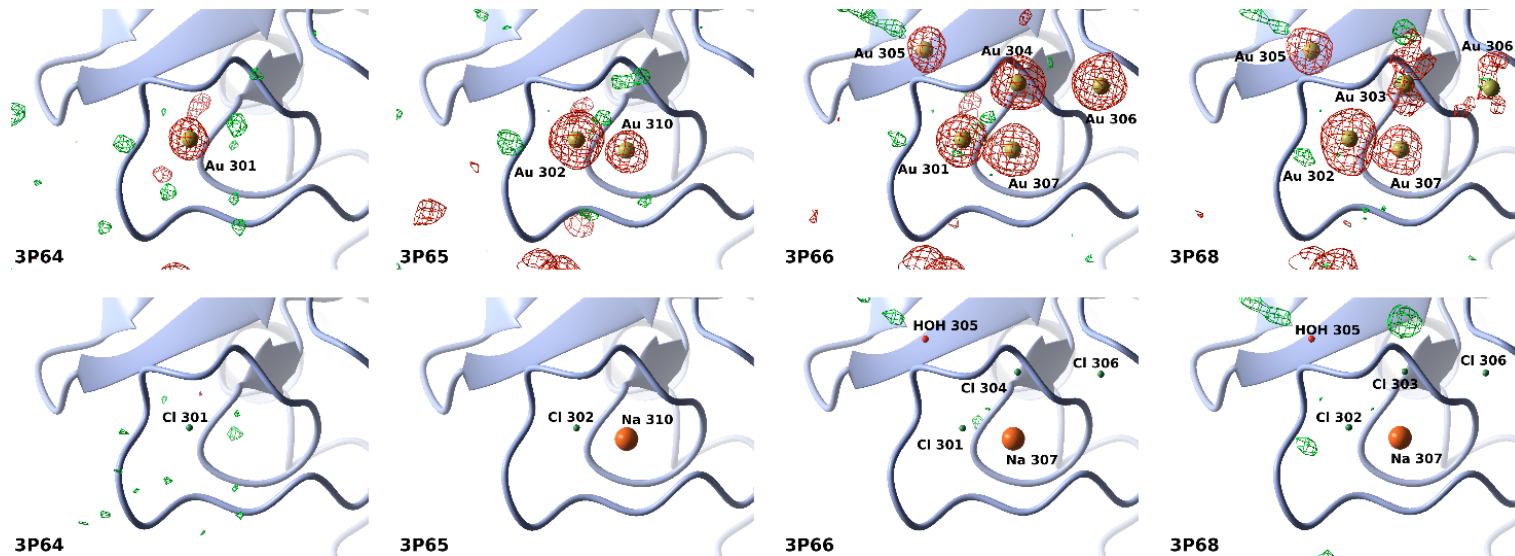 Au 301
3P64
Au 310
Au 302
3P65
Au 305
Au 304
Au 306
Au 301
Au 307
3P66
Au 306
Au 305
Au 303
Au 302
Au 307
3P68
Cl 301
3P64
Cl 302
Na 310
3P65
HOH 305
Cl 306
Cl 304
Cl 301
Na 307
3P66
HOH 305
Cl 306
Cl 303
Cl 302
Na 307
3P68